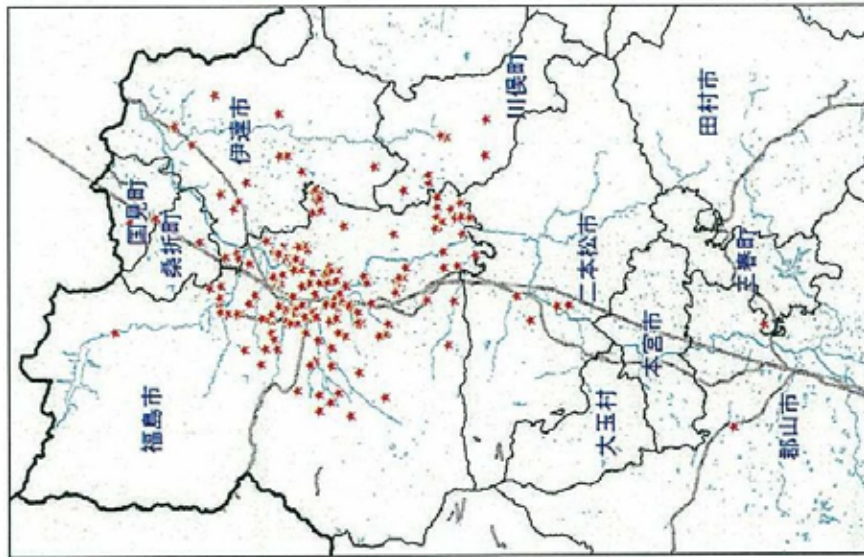 国見町
桑折町
伊達市
福島市
川俣町
二本松市
本宮市
大玉村
田村市
三春町
郡山市